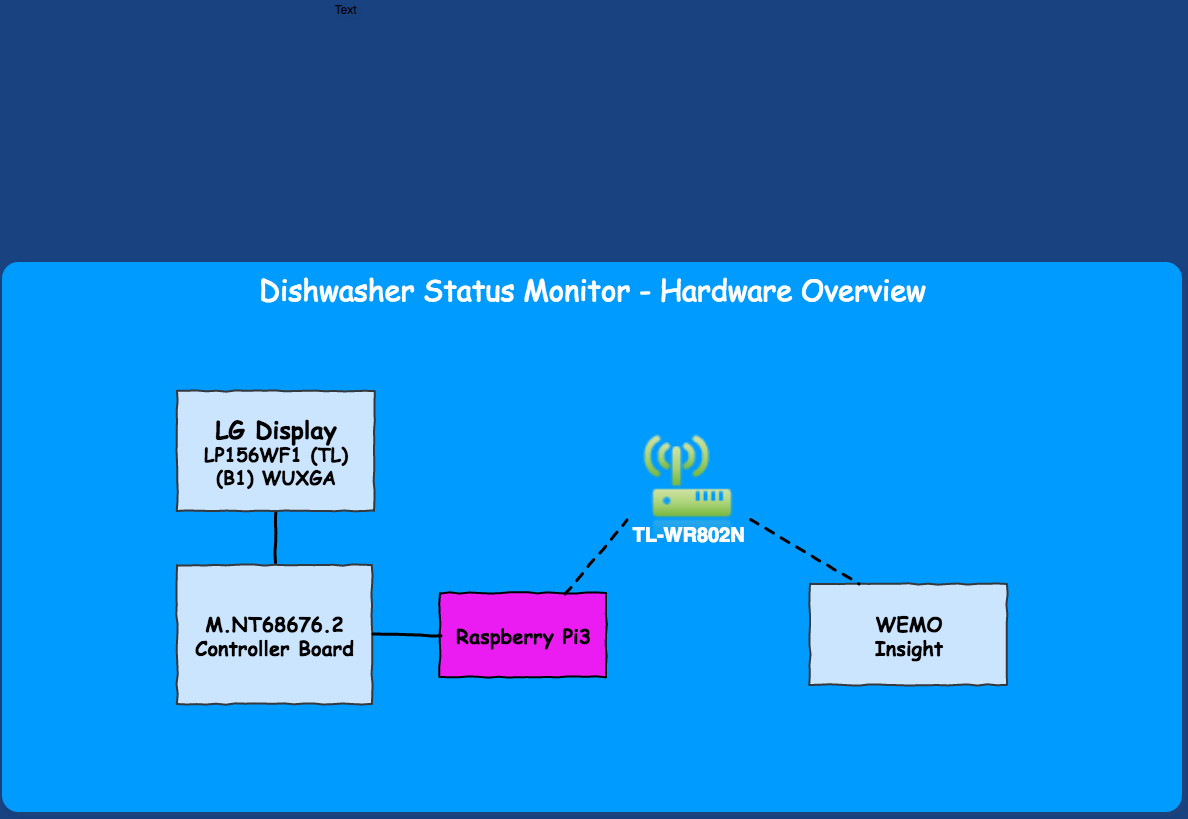 Text
Dishwasher Status Monitor - Hardware Overview
LG Display
LP156WF1 (TL)
(B1) WUXGA
TL-WR802N
M.NT68676.2
Controller Board
Raspberry Pi3
WEMO
Insight